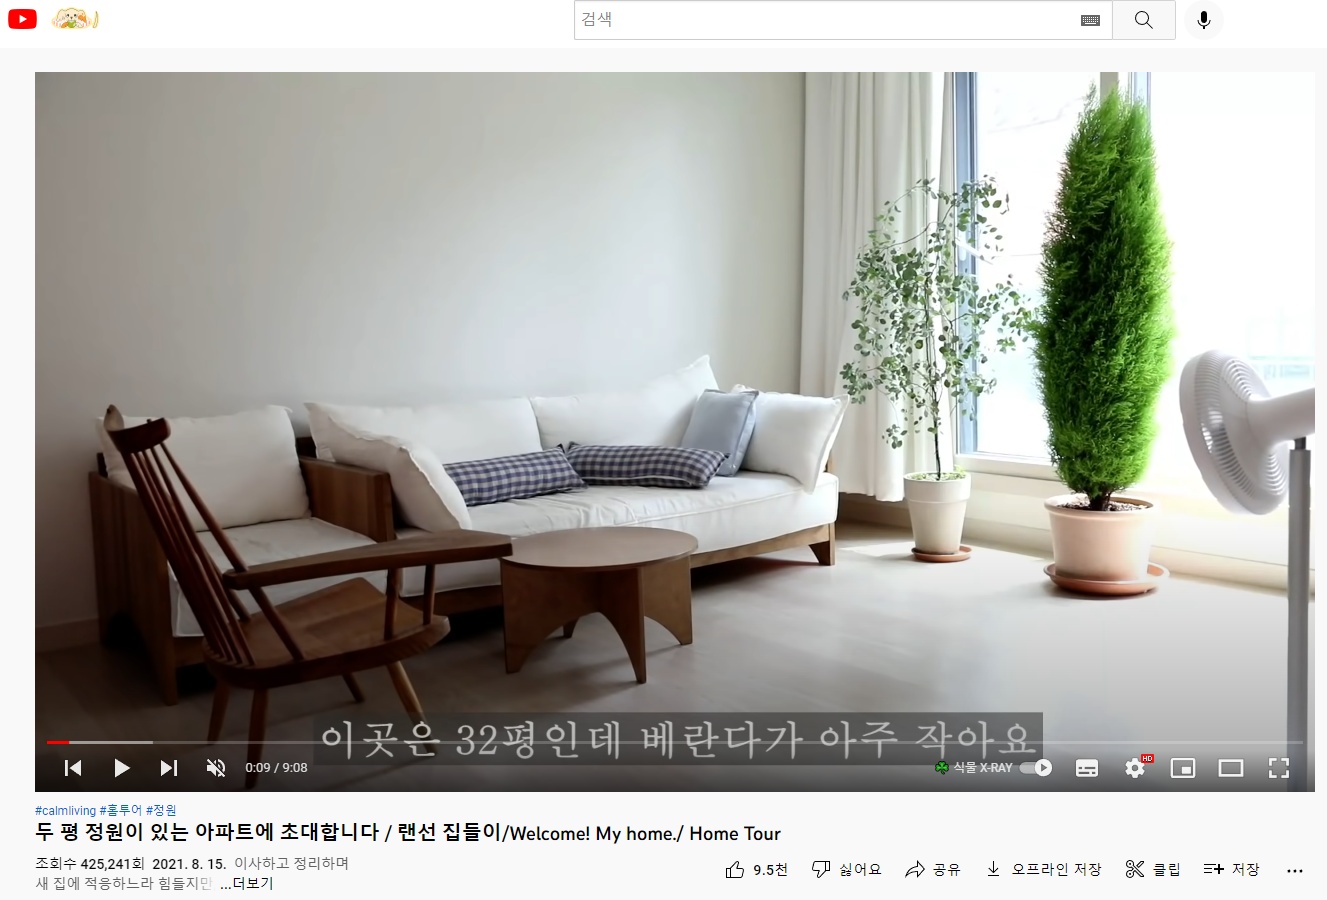 검색
이곳은 32평인데 베란다가 아주 작아요
0:09 / 9:08
식물 X-RAY
HD
#calmliving #홈투어 #정원
두 평 정원이 있는 아파트에 초대합니다 / 랜선 집들이/Welcome! My home./ Home Tour
조회수 425,241회 2021. 8. 15. 이사하고 정리하며
새 집에 적응하느라 힘들지만 ...더보기
9.5천 싫어요 공유 오프라인 저장 클립 저장